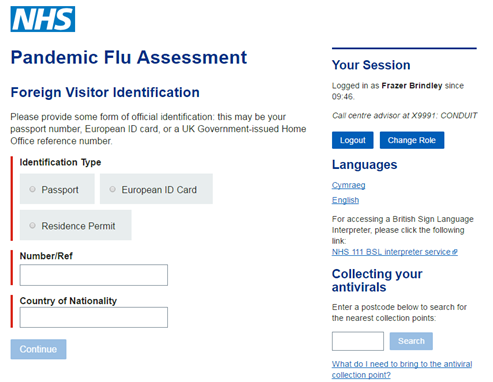 NHS
Pandemic Flu Assessment
Foreign Visitor Identification
Please provide some form of official identification: this may be your
passport number, European ID card, or a UK Government-issued Home
Office reference number.
Identification Type
Passport
European ID Card
Residence Permit
Number/Ref
Country of Nationality
Continue
Your Session
Logged in as Frazer Brindley since
09:46.
Call centre advisor at X9991: CONDUIT
Logout
Change Role
Languages
Cymraeg
English
For accessing a British Sign Language
Interpreter, please click the following
link:
NHS 111 BSL interpreter service
Collecting your
antivirals
Enter a postcode below to search for
the nearest collection points:
Search
What do I need to bring to the antiviral
collection point?